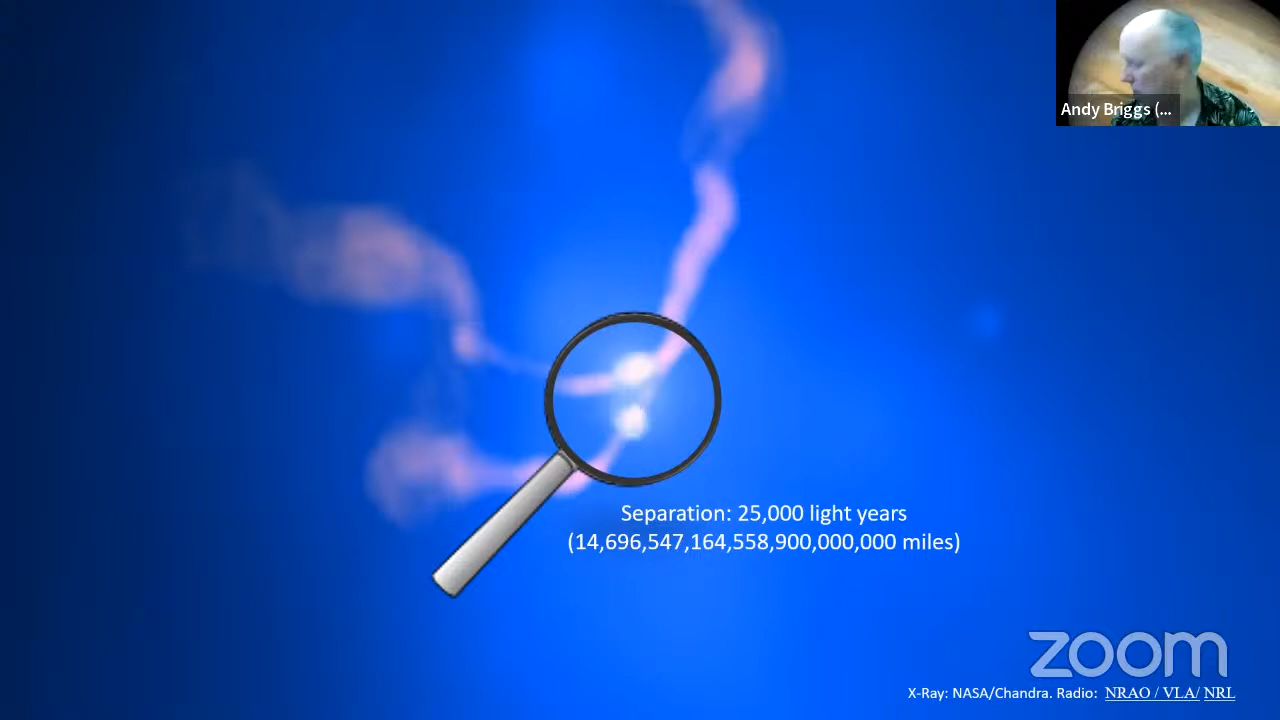 Andy Briggs (...
Separation: 25,000 light years
(14,696,547,164,558,900,000,000 miles)
zoom
X-Ray: NASA/Chandra. Radio: NRAO / VLA/ NRL